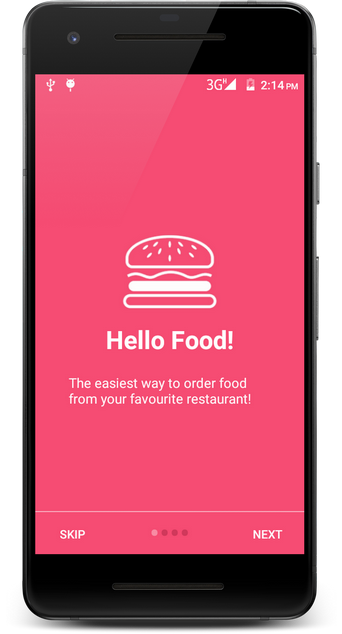 3G H 2:14 PM
Hello Food!
The easiest way to order food
from your favourite restaurant!
SKIP NEXT